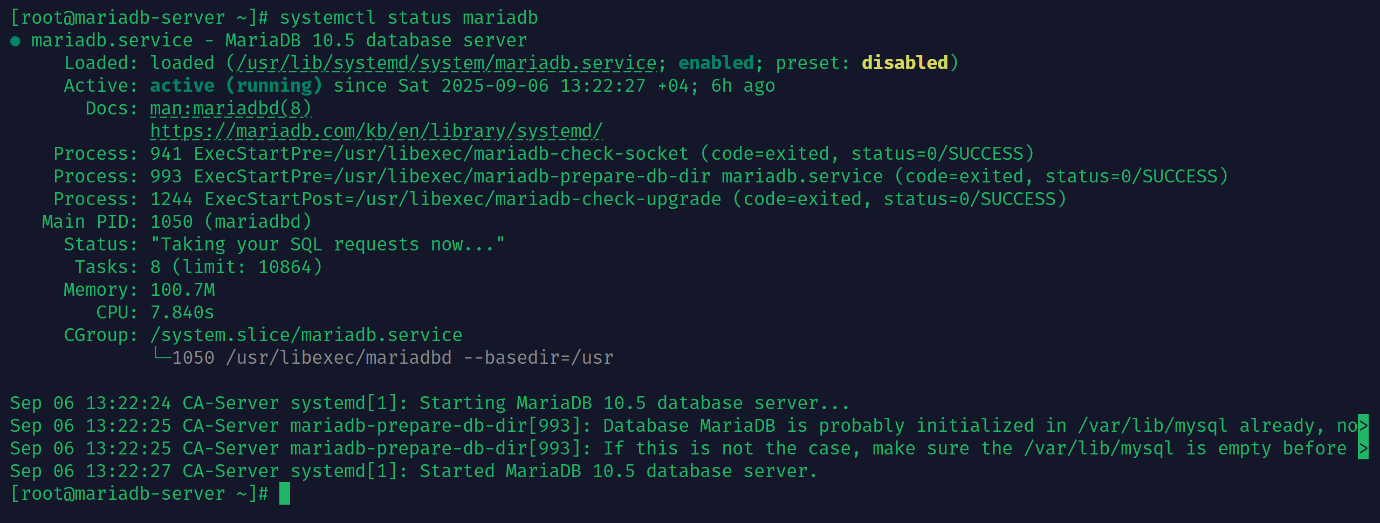 [root@mariadb-server ~]# systemctl status mariadb
● mariadb.service - MariaDB 10.5 database server
     Loaded: loaded (/usr/lib/systemd/system/mariadb.service; enabled; preset: disabled)
     Active: active (running) since Sat 2025-09-06 13:22:27 +04; 6h ago
       Docs: man:mariadbd(8)
             https://mariadb.com/kb/en/library/systemd/
    Process: 941 ExecStartPre=/usr/libexec/mariadb-check-socket (code=exited, status=0/SUCCESS)
    Process: 993 ExecStartPre=/usr/libexec/mariadb-prepare-db-dir mariadb.service (code=exited, status=0/SUCCESS)
    Process: 1244 ExecStartPost=/usr/libexec/mariadb-check-upgrade (code=exited, status=0/SUCCESS)
   Main PID: 1050 (mariadbd)
     Status: "Taking your SQL requests now..."
      Tasks: 8 (limit: 10864)
     Memory: 100.7M
        CPU: 7.840s
     CGroup: /system.slice/mariadb.service
             └─1050 /usr/libexec/mariadbd --basedir=/usr

Sep 06 13:22:24 CA-Server systemd[1]: Starting MariaDB 10.5 database server...
Sep 06 13:22:25 CA-Server mariadb-prepare-db-dir[993]: Database MariaDB is probably initialized in /var/lib/mysql already, no>
Sep 06 13:22:25 CA-Server mariadb-prepare-db-dir[993]: If this is not the case, make sure the /var/lib/mysql is empty before >
Sep 06 13:22:27 CA-Server systemd[1]: Started MariaDB 10.5 database server.
[root@mariadb-server ~]#